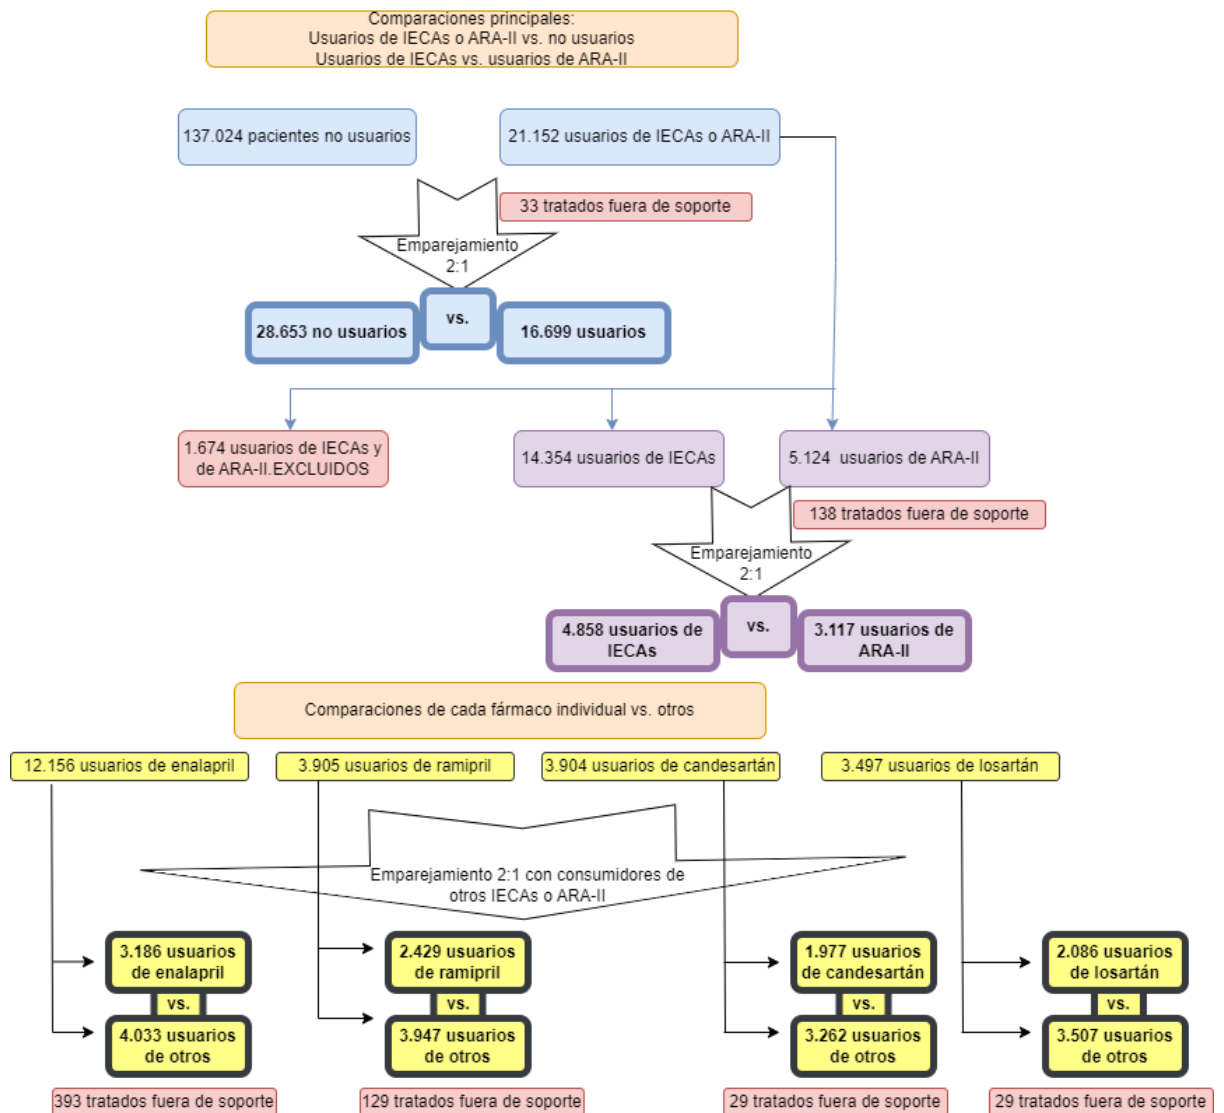 Comparaciones principales:
Usuarios de IECAs o ARA-II vs. no usuarios
Usuarios de IECAs vs. usuarios de ARA-II
137.024 pacientes no usuarios
21.152 usuarios de IECAs o ARA-II
33 tratados fuera de soporte
Emparejamiento
2:1
28.653 no usuarios
vs.
16.699 usuarios
1.674 usuarios de IECAs y
de ARA-II.EXCLUIDOS
14.354 usuarios de IECAs
5.124 usuarios de ARA-II
138 tratados fuera de soporte
Emparejamiento
2:1
4.858 usuarios de
IECAs
vs.
3.117 usuarios de
ARA-II
Comparaciones de cada fármaco individual vs. otros
12.156 usuarios de enalapril
3.905 usuarios de ramipril
3.904 usuarios de candesartán
3.497 usuarios de losartán
Emparejamiento 2:1 con consumidores de
otros IECAs o ARA-II
3.186 usuarios
de enalapril
vs.
4.033 usuarios
de otros
393 tratados fuera de soporte
2.429 usuarios
de ramipril
vs.
3.947 usuarios
de otros
129 tratados fuera de soporte
1.977 usuarios
de candesartán
vs.
3.262 usuarios
de otros
29 tratados fuera de soporte
2.086 usuarios
de losartán
vs.
3.507 usuarios
de otros
29 tratados fuera de soporte